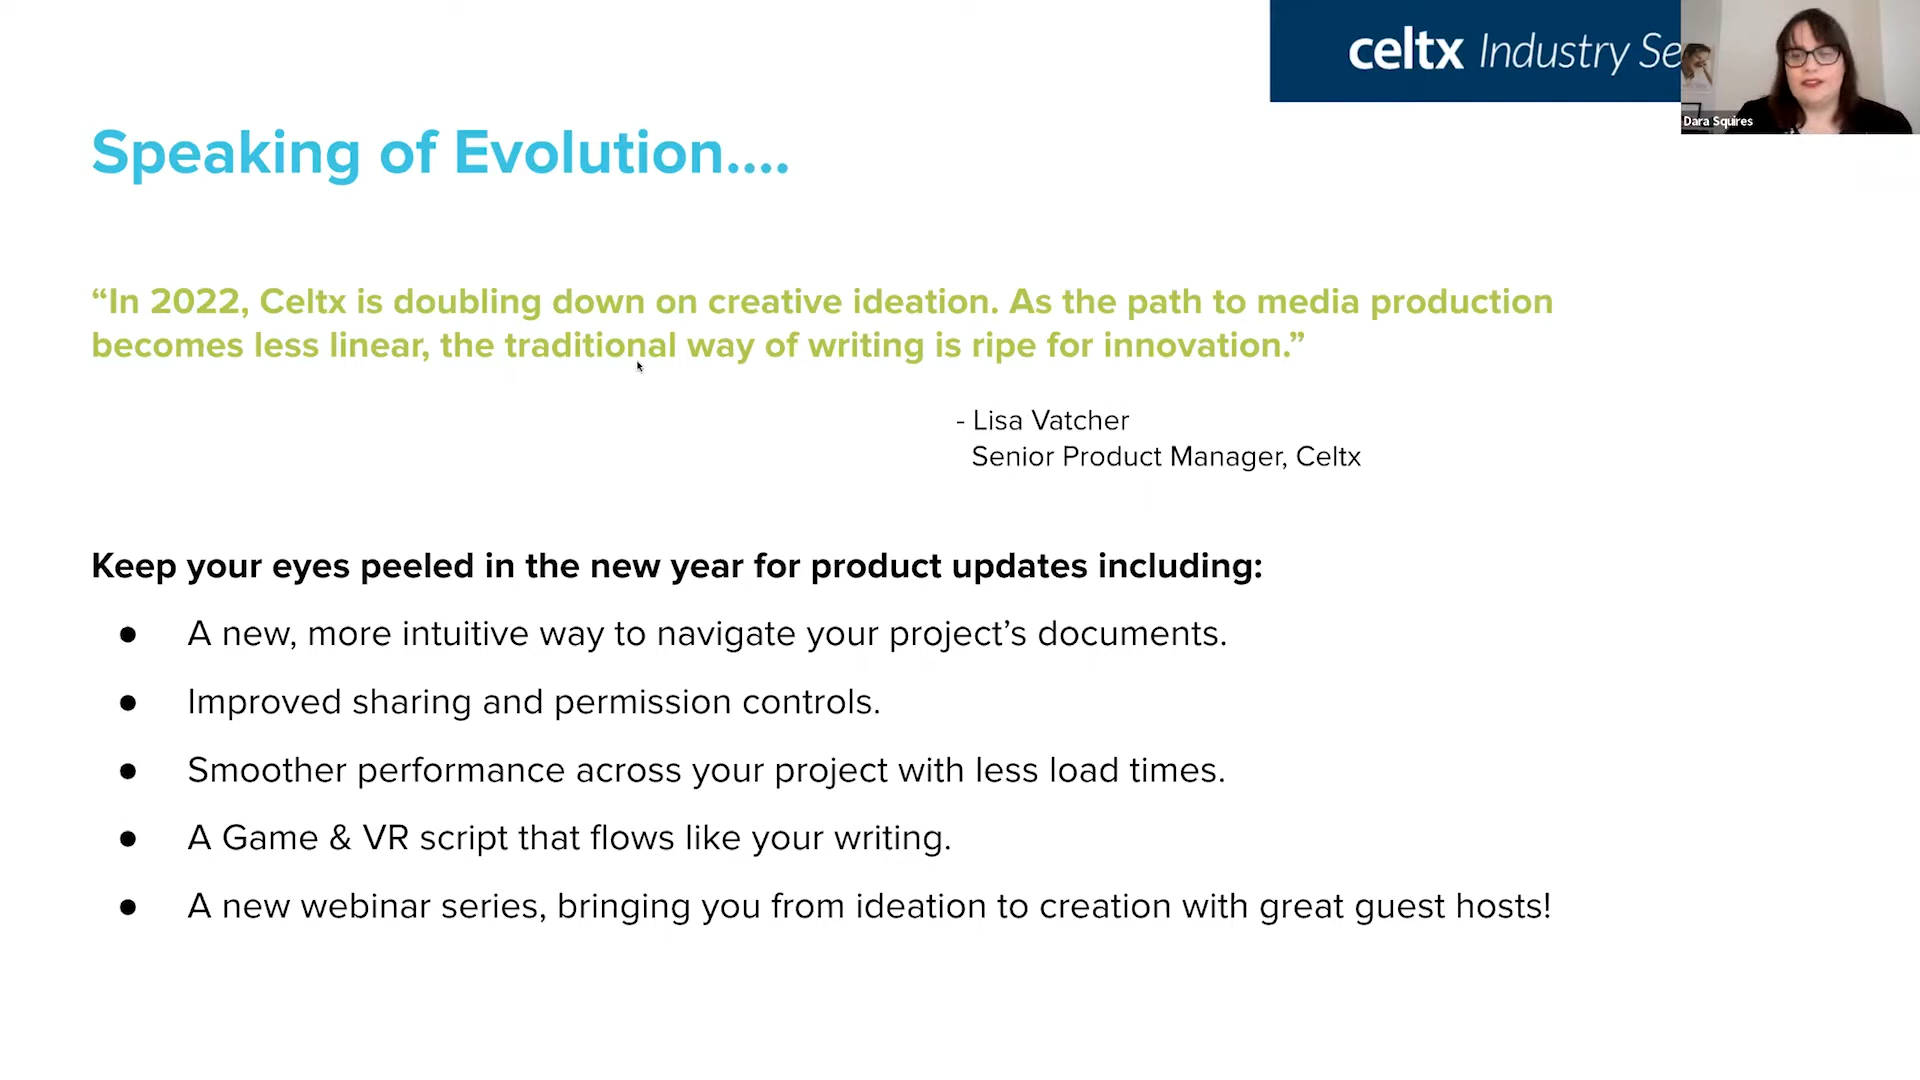 celtx Industry Se
Dara Squires
Speaking of Evolution....
“In 2022, Celtx is doubling down on creative ideation. As the path to media production
becomes less linear, the traditional way of writing is ripe for innovation.”
- Lisa Vatcher
Senior Product Manager, Celtx
Keep your eyes peeled in the new year for product updates including:
● A new, more intuitive way to navigate your project’s documents.
● Improved sharing and permission controls.
● Smoother performance across your project with less load times.
● A Game & VR script that flows like your writing.
● A new webinar series, bringing you from ideation to creation with great guest hosts!